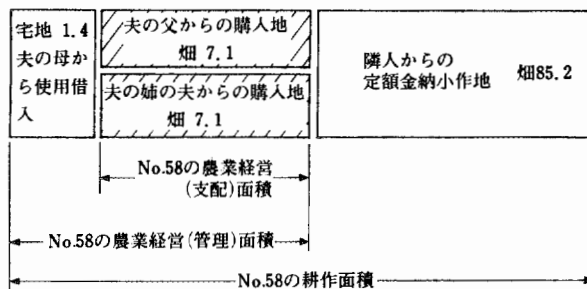 宅地 1.4
夫の母か
ら使用借
入
夫の父からの購入地
畑 7.1
夫の姉の夫からの購入地
畑 7.1
隣人からの
定額金納小作地 畑85.2
No.58の農業経営
(支配)面積
No.58の農業経営(管理)面積
No.58の耕作面積